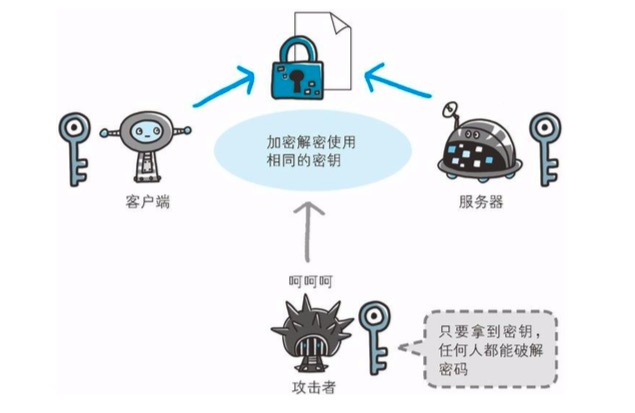 加密解密使用
相同的密钥
客户端
服务器
呵呵呵
攻击者
只要拿到密钥，
任何人都能破解
密码